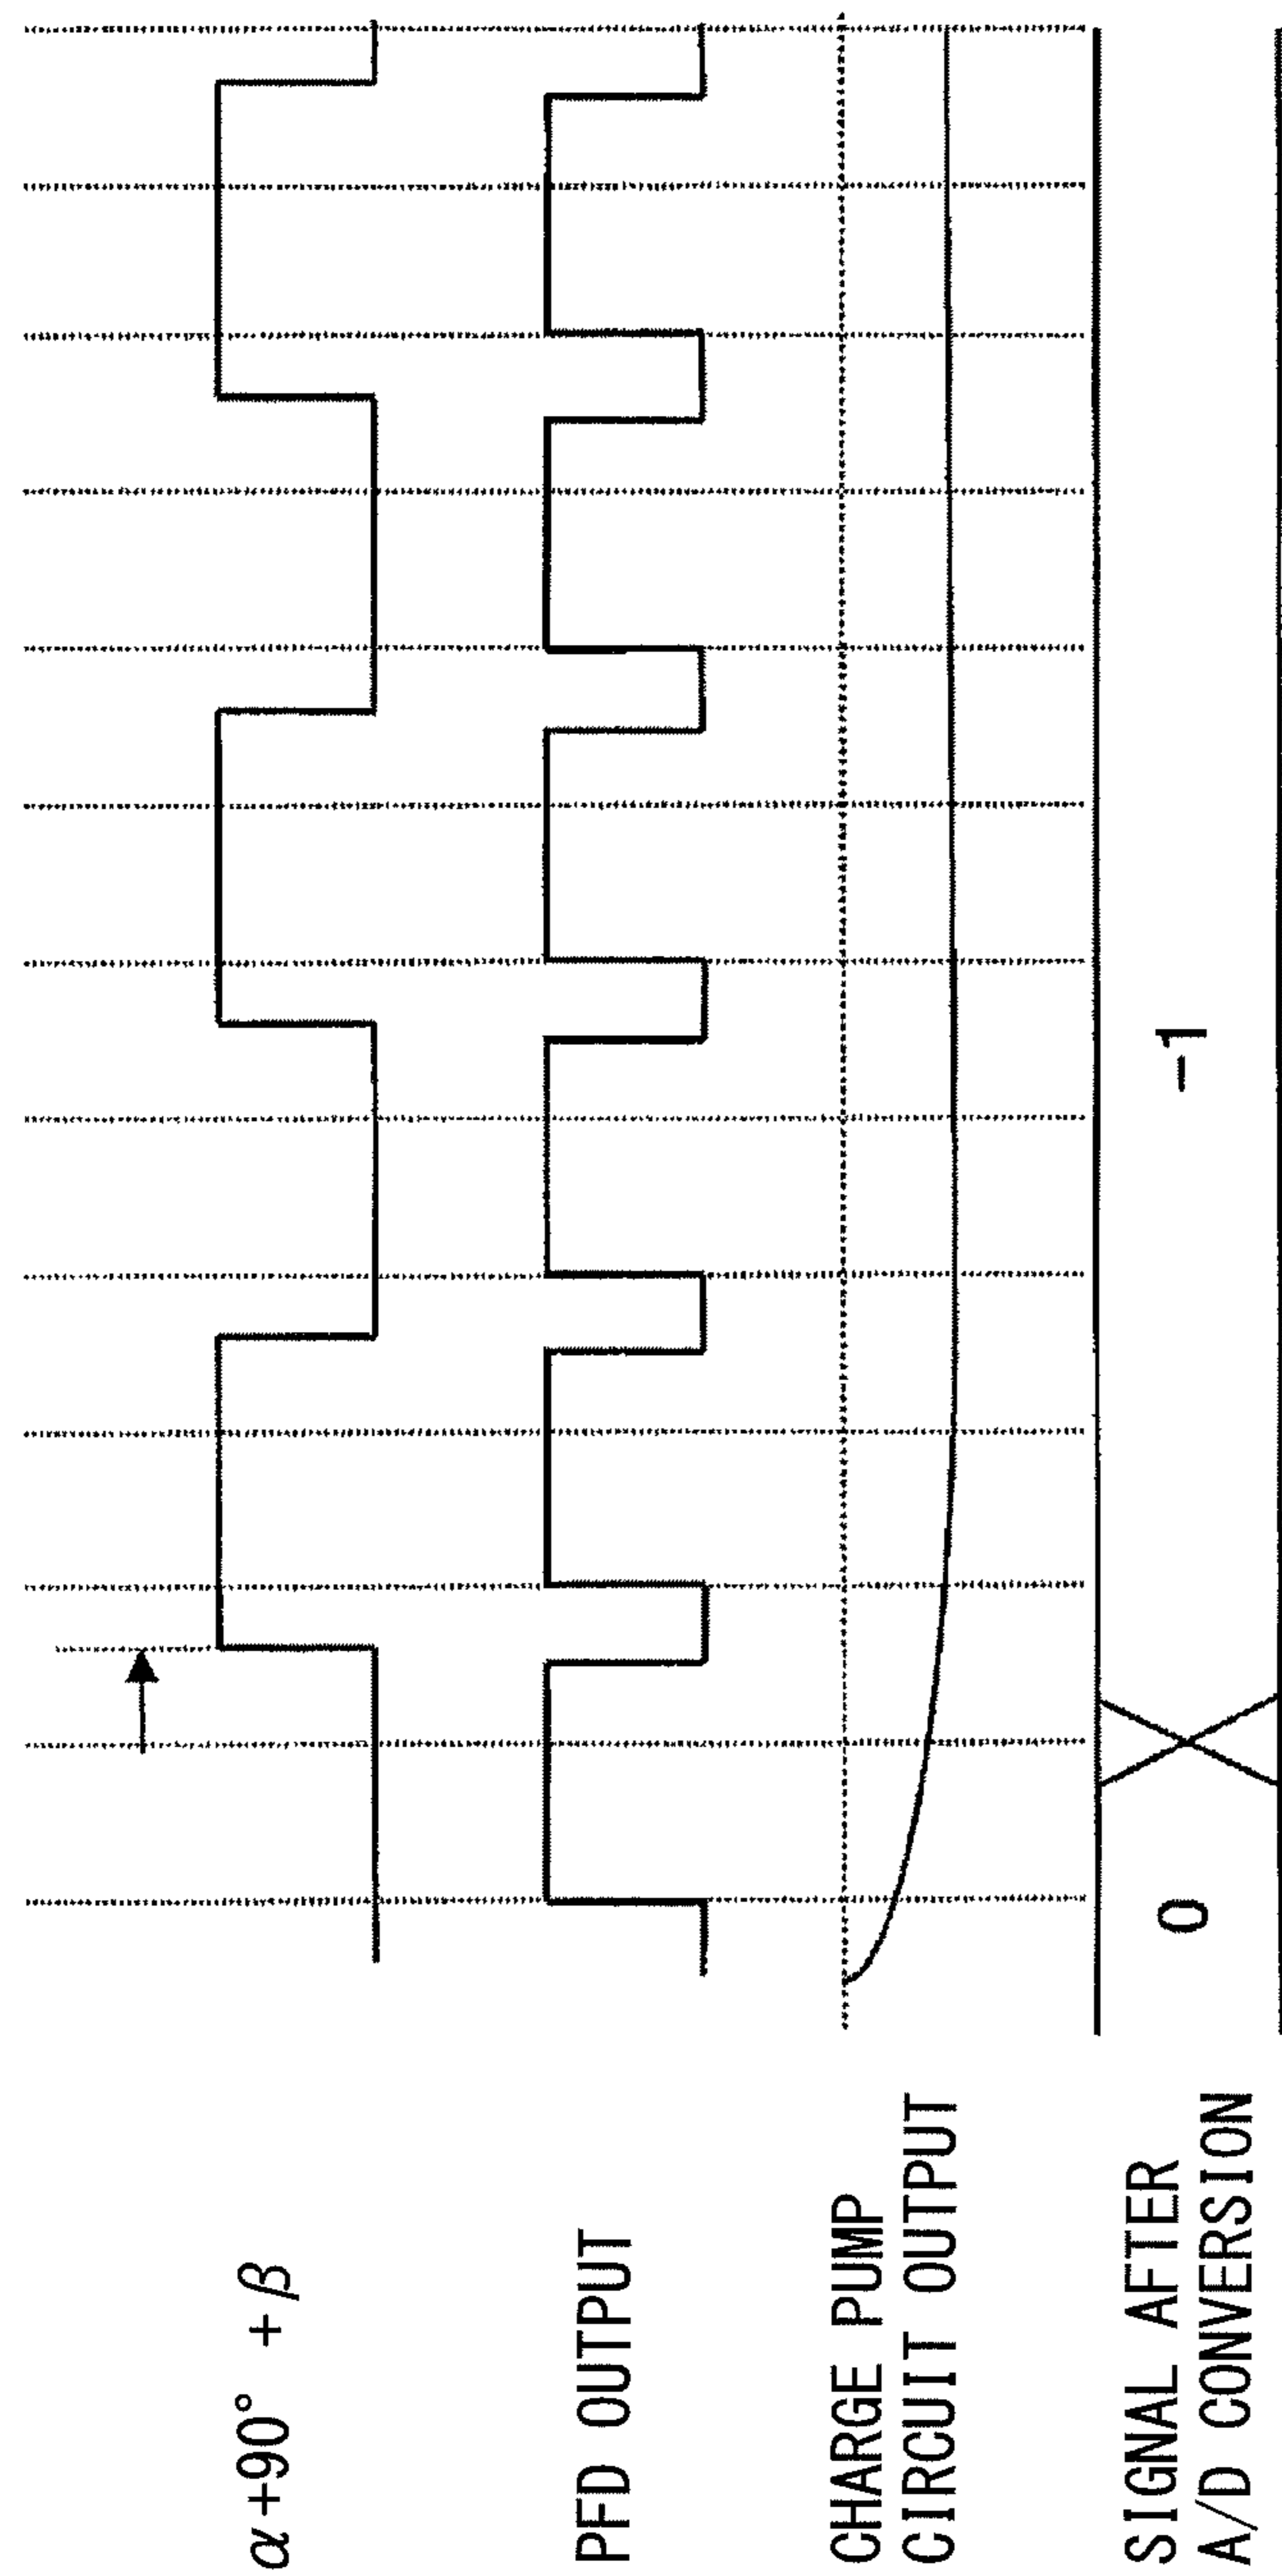 α+90° +β
PFD OUTPUT
CHARGE PUMP
CIRCUIT OUTPUT
SIGNAL AFTER
A/D CONVERSION
0
-1